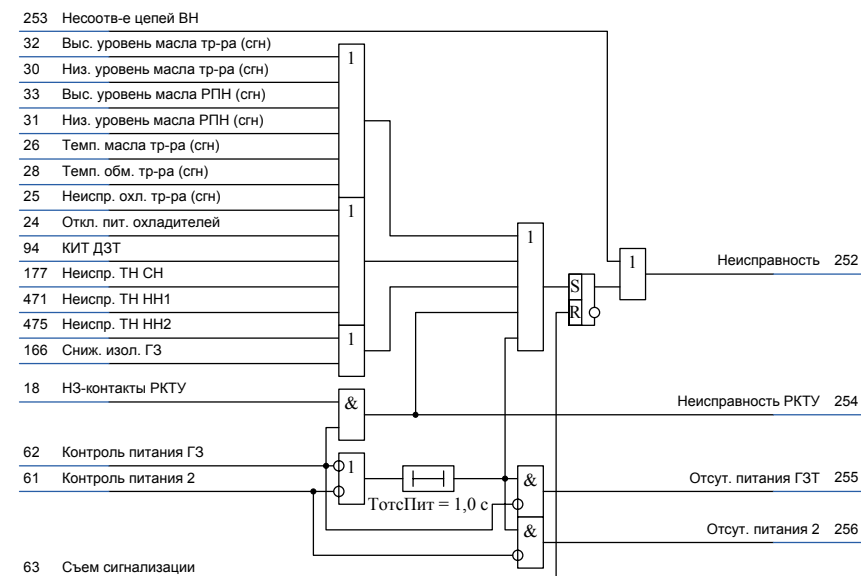 253 Несоотв-е цепей ВН
32 Выс. уровень масла тр-ра (сгн)
1
30 Низ. уровень масла тр-ра (сгн)
33 Выс. уровень масла РПН (сгн)
31 Низ. уровень масла РПН (сгн)
26 Темп. масла тр-ра (сгн)
28 Темп. обм. тр-ра (сгн)
25 Неиспр. охл. тр-ра (сгн)
1
24 Откл. пит. охладителей
1
94 КИТ ДЗТ
1
Неисправность 252
177 Неиспр. ТН СН
S
471 Неиспр. ТН НН1
R
475 Неиспр. ТН НН2
1
166 Сниж. изол. ГЗ
18 НЗ-контакты РКТУ
&
Неисправность РКТУ 254
62 Контроль питания ГЗ
1
61 Контроль питания 2
&
Отсут. питания ГЗТ 255
ТотсПит = 1,0 с
&
Отсут. питания 2 256
63 Съем сигнализации